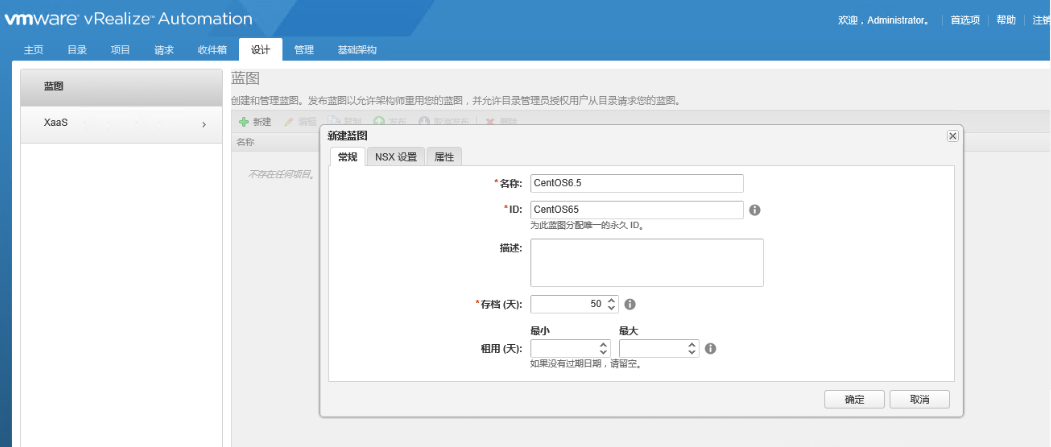 vmware vRealize Automation
欢迎，Administrator。 首选项 帮助 注销
主页 目录 项目 请求 收件箱 设计 管理 基础架构
蓝图
XaaS
蓝图
创建和管理蓝图。发布蓝图以允许架构师重用您的蓝图，并允许目录管理员授权用户从目录请求您的蓝图。
新建 编辑 复制 发布 取消发布 删除
名称
不存在任何项目。
新建蓝图
常规 NSX 设置 属性
*名称: CentOS6.5
*ID: CentOS65
为此蓝图分配唯一的永久 ID。
描述:
*存档 (天): 50
最小 最大
租用 (天):
如果没有过期日期，请留空。
确定 取消